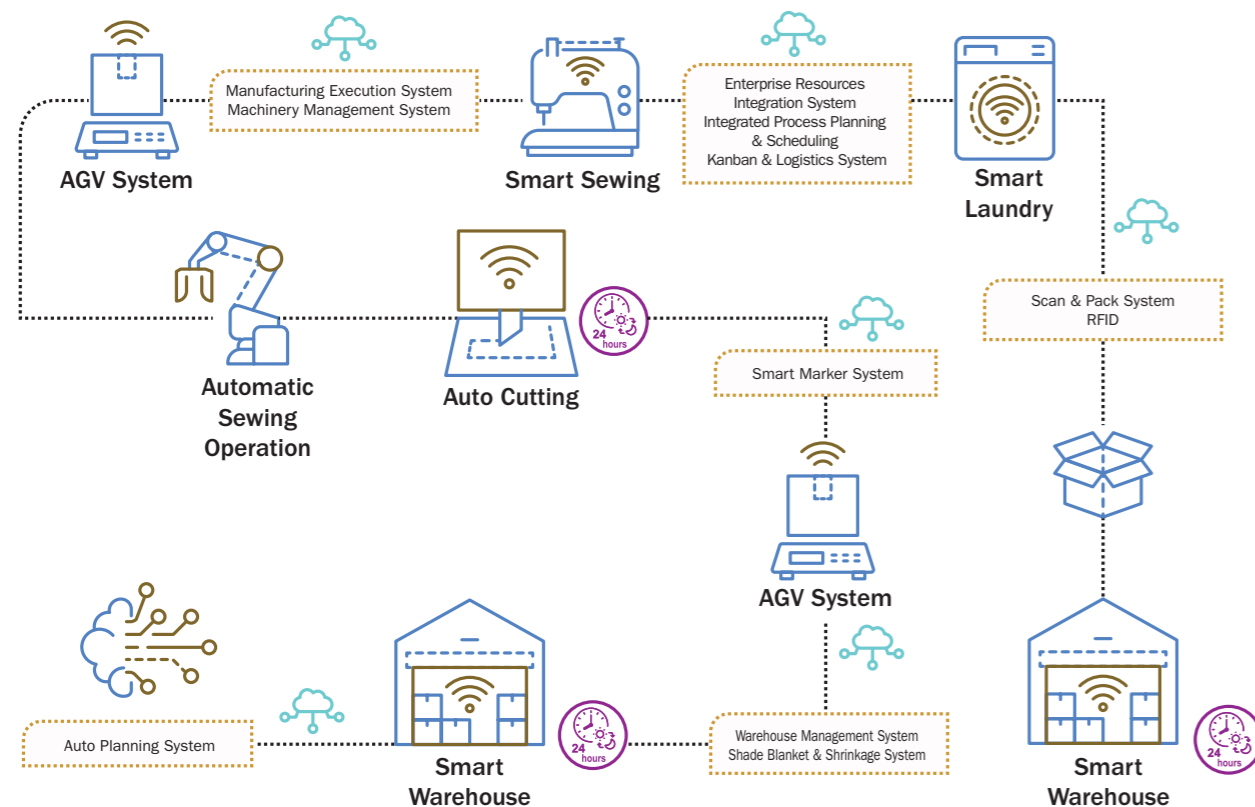 Manufacturing Execution System
Machinery Management System
Enterprise Resources
Integration System
Integrated Process Planning
& Scheduling
Kanban & Logistics System
AGV System
Smart Sewing
Smart
Laundry
Scan & Pack System
RFID
24
hours
Smart Marker System
Automatic
Sewing
Operation
Auto Cutting
AGV System
Auto Planning System
24
hours
Warehouse Management System
Shade Blanket & Shrinkage System
24
hours
Smart
Warehouse
Smart
Warehouse